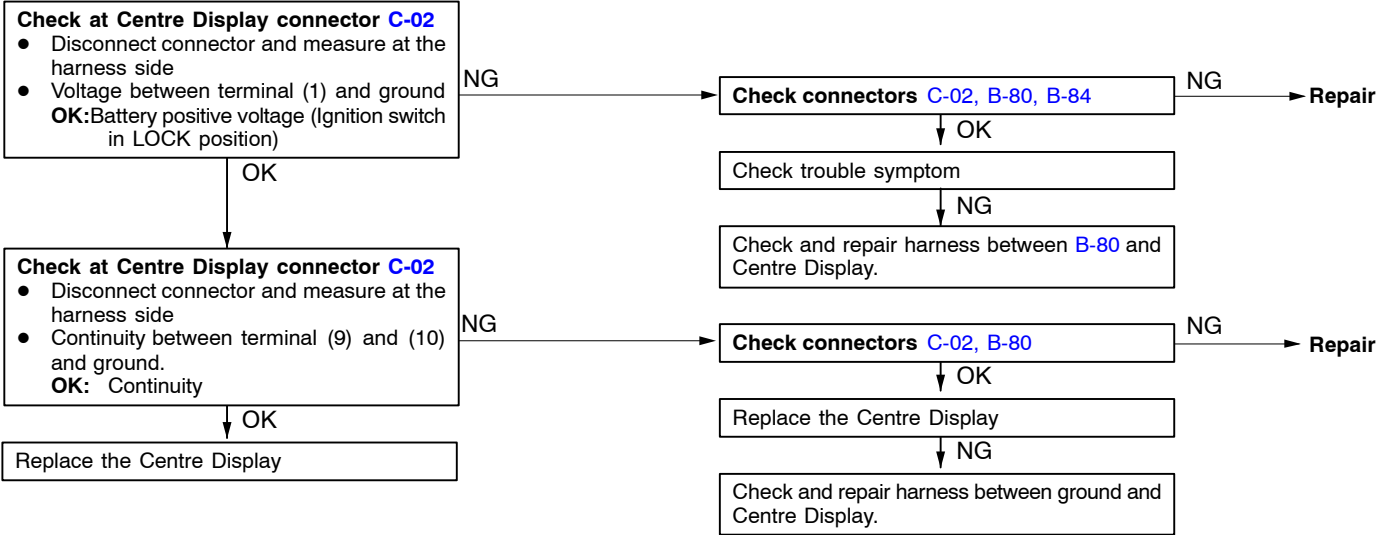 Check at Centre Display connector C-02
● Disconnect connector and measure at the
harness side
● Voltage between terminal (1) and ground
OK:Battery positive voltage (Ignition switch
in LOCK position)
NG
Check connectors C-02, B-80, B-84
NG
Repair
OK
Check trouble symptom
NG
Check and repair harness between B-80 and
Centre Display.
OK
Check at Centre Display connector C-02
● Disconnect connector and measure at the
harness side
● Continuity between terminal (9) and (10)
and ground.
OK: Continuity
NG
Check connectors C-02, B-80
NG
Repair
OK
Replace the Centre Display
NG
Check and repair harness between ground and
Centre Display.
OK
Replace the Centre Display